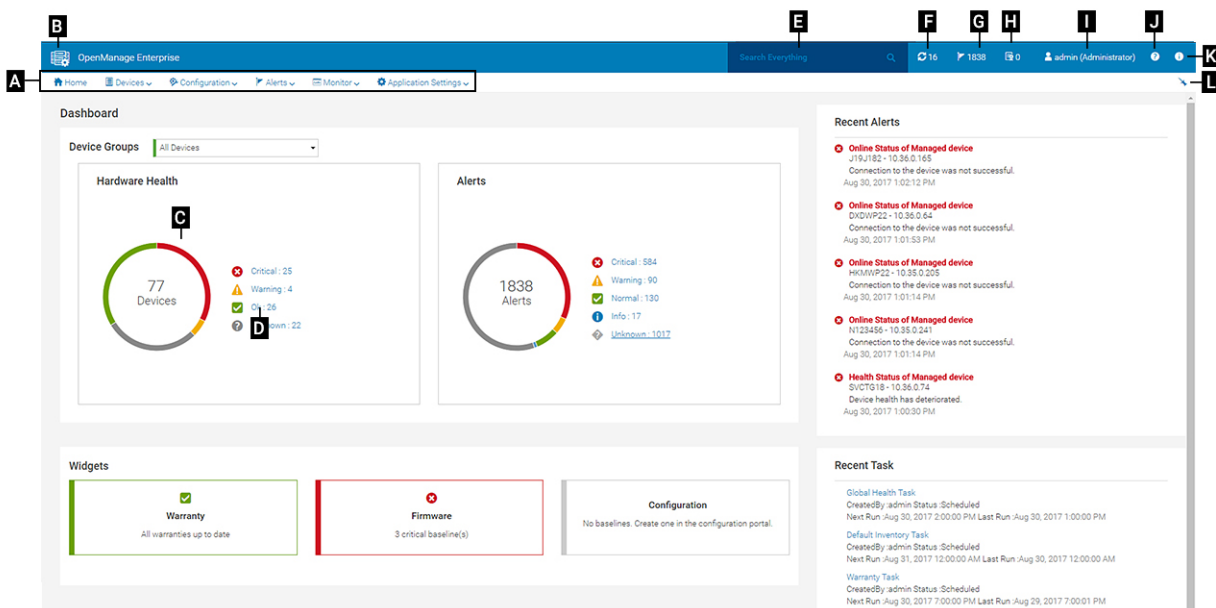 B
E
F
G
H
I
J
OpenManage Enterprise
Search Everything
16
1838
0
admin (Administrator)
K
A
Home
Devices
Configuration
Alerts
Monitor
Application Settings
L
Dashboard
Device Groups
All Devices
Hardware Health
C
77
Devices
Critical : 25
Warning : 4
: 26
D
: 22
Alerts
1838
Alerts
Critical : 584
Warning : 90
Normal : 130
Info : 17
Unknown : 1017
Widgets
Warranty
All warranties up to date
Firmware
3 critical baseline(s)
Configuration
No baselines. Create one in the configuration portal.
Recent Alerts
Online Status of Managed device
J19J182 - 10.36.0.165
Connection to the device was not successful.
Aug 30, 2017 1:02:12 PM
Online Status of Managed device
DXDWP22 - 10.36.0.64
Connection to the device was not successful.
Aug 30, 2017 1:01:53 PM
Online Status of Managed device
HKMWP22 - 10.35.0.205
Connection to the device was not successful.
Aug 30, 2017 1:01:14 PM
Online Status of Managed device
N123456 - 10.35.0.241
Connection to the device was not successful.
Aug 30, 2017 1:01:14 PM
Health Status of Managed device
SVCTG18 - 10.36.0.74
Device health has deteriorated.
Aug 30, 2017 1:00:30 PM
Recent Task
Global Health Task
CreatedBy :admin Status :Scheduled
Next Run :Aug 30, 2017 2:00:00 PM Last Run :Aug 30, 2017 1:00:00 PM
Default Inventory Task
CreatedBy :admin Status :Scheduled
Next Run :Aug 31, 2017 12:00:00 AM Last Run :Aug 30, 2017 12:00:00 AM
Warranty Task
CreatedBy :admin Status :Scheduled
Next Run :Aug 30, 2017 7:00:00 PM Last Run :Aug 29, 2017 7:00:01 PM